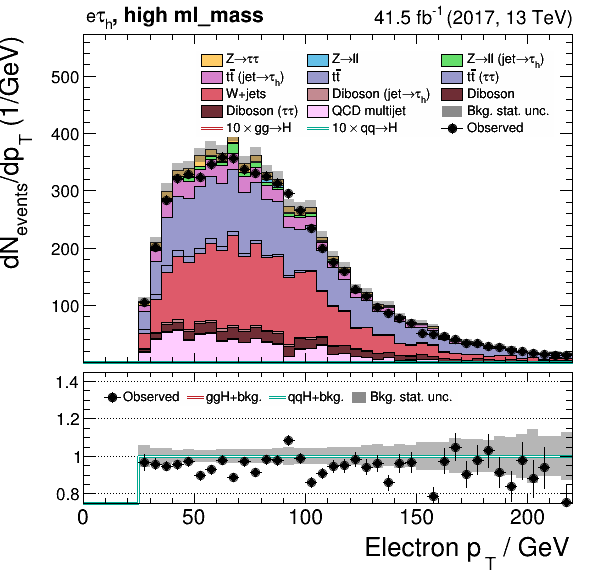 eτh, high ml_mass 41.5 fb-1 (2017, 13 TeV)
dNevents/dpT (1/GeV)
500
400
300
200
100
Z→ττ Z→ll Z→ll (jet→τh)
tt̄ (jet→τh) tt̄ tt̄ (ττ)
W+jets Diboson (jet→τh) Diboson
Diboson (ττ) QCD multijet Bkg. stat. unc.
10 × gg→H 10 × qq→H Observed
1.4
1.2
1
0.8
Observed ggH+bkg. qqH+bkg. Bkg. stat. unc.
0 50 100 150 200
Electron pT / GeV